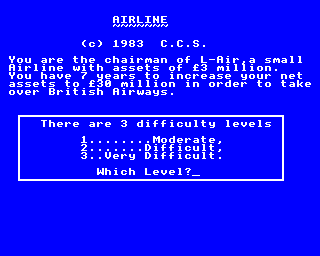 AIRLINE
~~~~~~~
(c) 1983 C.C.S.
You are the chairman of L-Air,a small
Airline with assets of £3 million.
You have 7 years to increase your net
assets to £30 million in order to take
over British Airways.
There are 3 difficulty levels
1........Moderate,
2.......Difficult,
3..Very Difficult.
Which Level?_